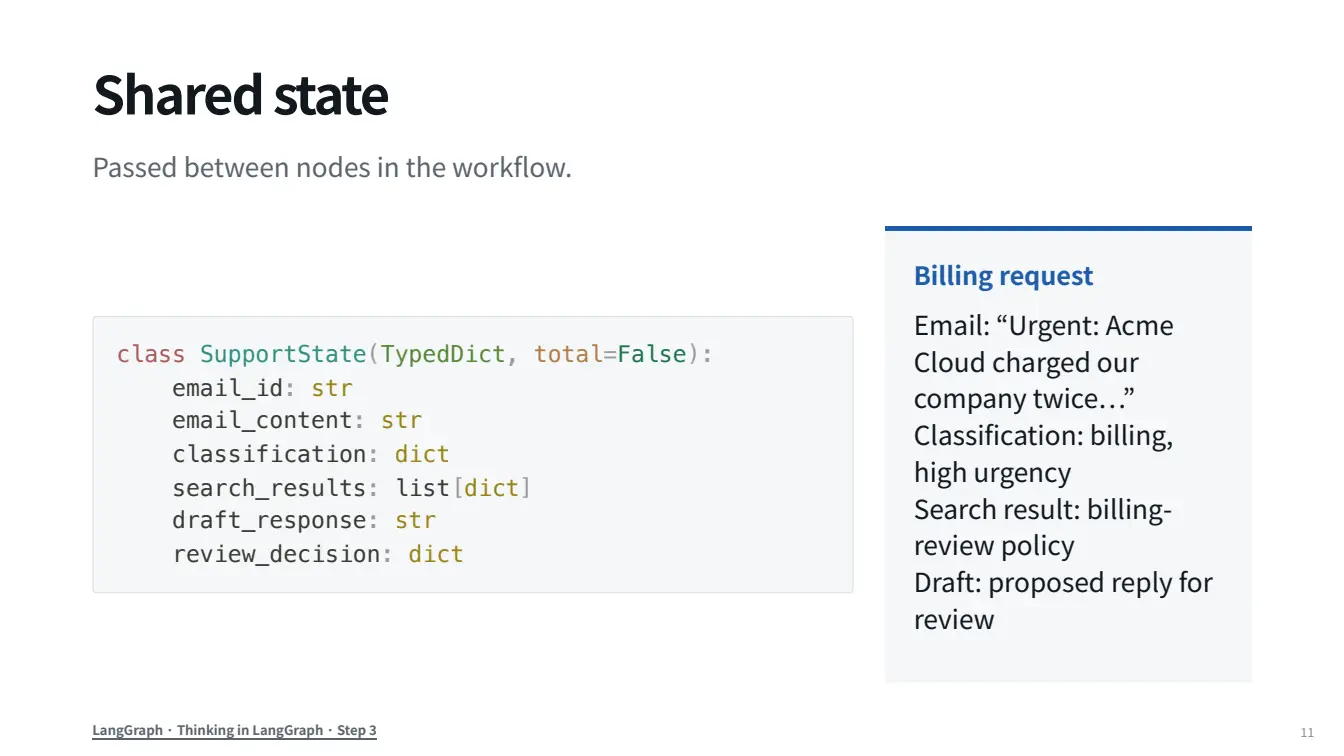 Shared state
Passed between nodes in the workflow.
class SupportState(TypedDict, total=False):
    email_id: str
    email_content: str
    classification: dict
    search_results: list[dict]
    draft_response: str
    review_decision: dict
Billing request
Email: “Urgent: Acme
Cloud charged our
company twice…”
Classification: billing,
high urgency
Search result: billing-
review policy
Draft: proposed reply for
review
LangGraph · Thinking in LangGraph · Step 3
11